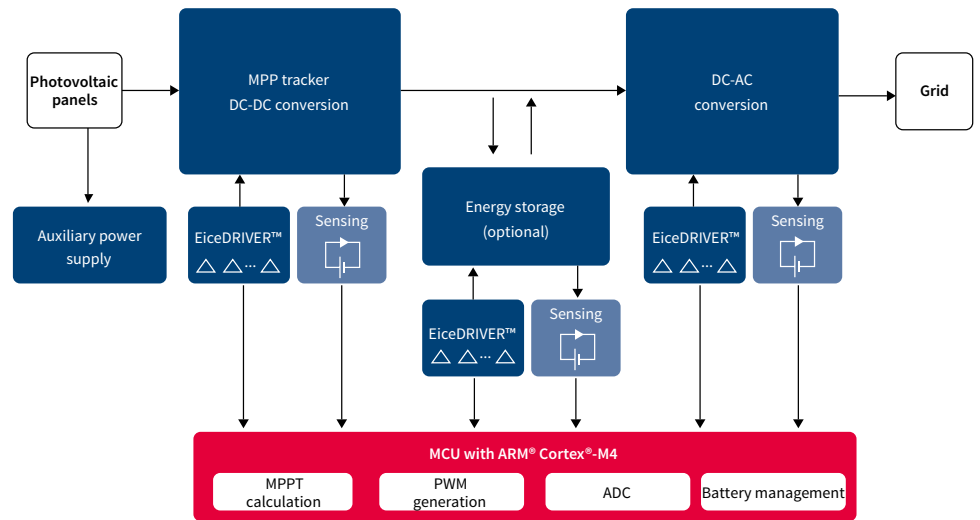 Photovoltaic
panels
MPP tracker
DC-DC conversion
DC-AC
conversion
Grid
Auxiliary power
supply
EiceDRIVER™
...
Sensing
Energy storage
(optional)
EiceDRIVER™
...
Sensing
EiceDRIVER™
...
Sensing
MCU with ARM® Cortex®-M4
MPPT
calculation
PWM
generation
ADC
Battery management